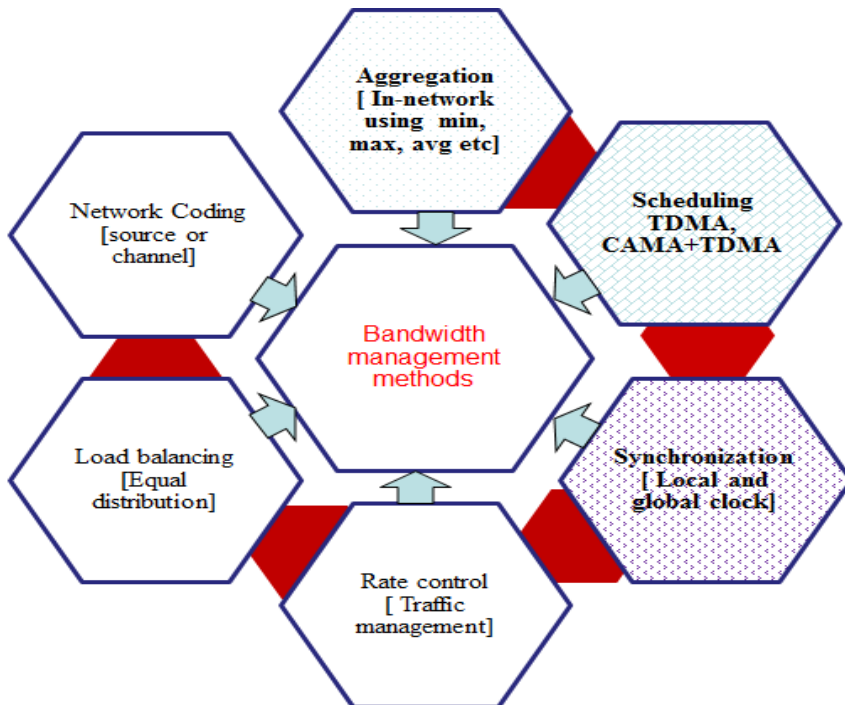 Aggregation
[ In-network
using min,
max, avg etc]
Scheduling
TDMA,
CAMA+TDMA
Network Coding
[source or
channel]
Bandwidth
management
methods
Load balancing
[Equal
distribution]
Synchronization
[ Local and
global clock]
Rate control
[ Traffic
management]